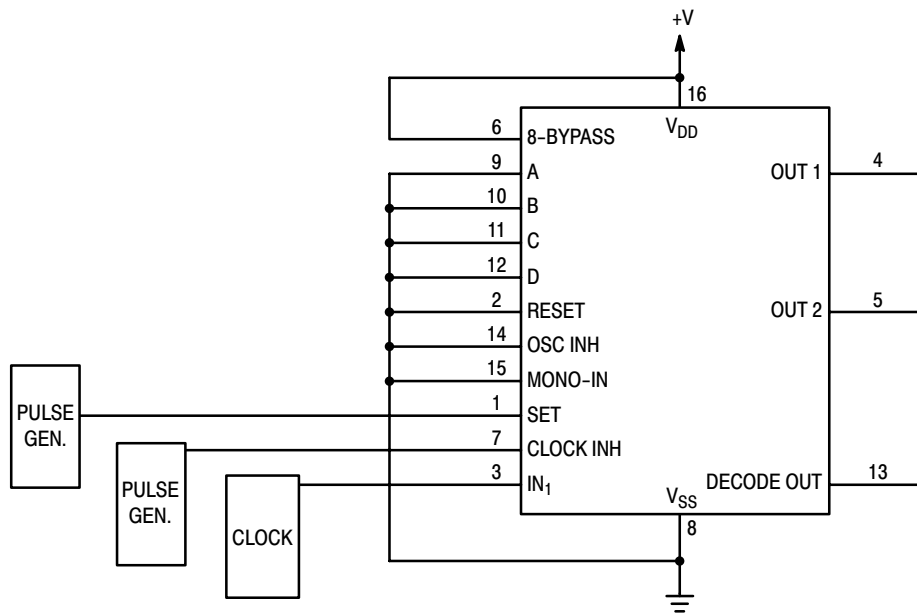 +V
16
VDD
6
8-BYPASS
9
A
OUT 1
4
10
B
11
C
12
D
2
RESET
OUT 2
5
14
OSC INH
15
MONO-IN
PULSE
GEN.
1
SET
7
CLOCK INH
PULSE
GEN.
3
IN1
DECODE OUT
13
CLOCK
VSS
8